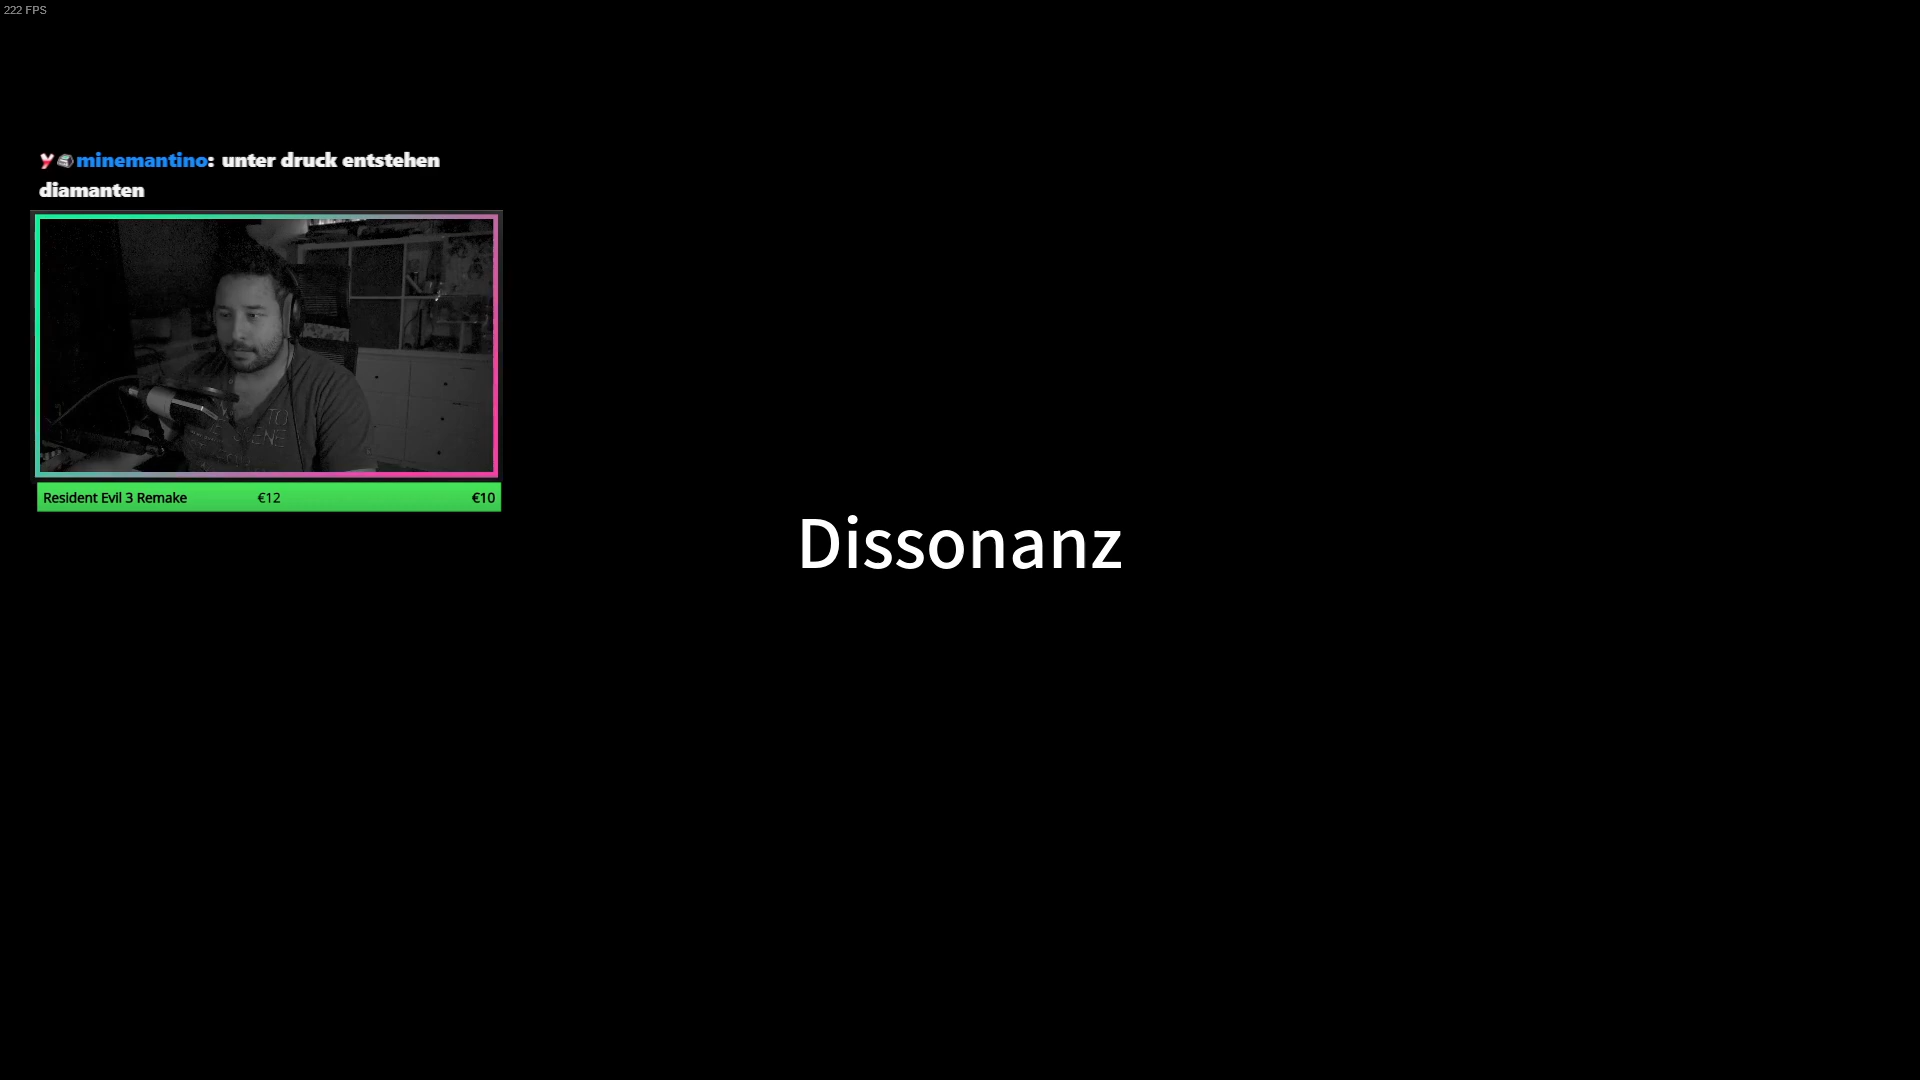 222 FPS
minemantino: unter druck entstehen
diamanten
Resident Evil 3 Remake €12 €10
Dissonanz